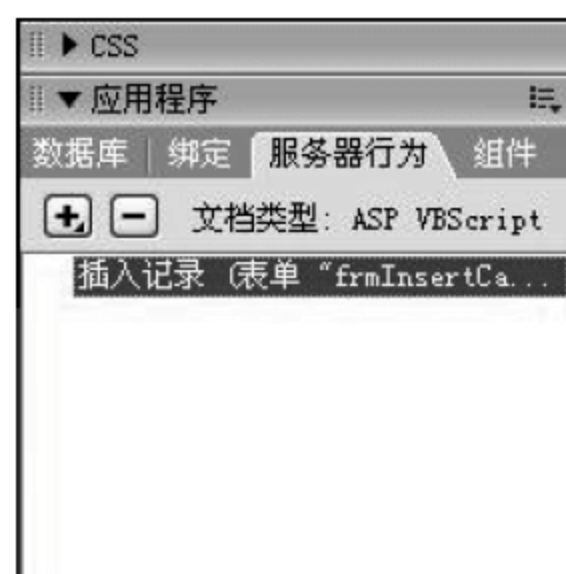 CSS
应用程序
数据库 绑定 服务器行为 组件
文档类型: ASP VBScript
插入记录 (表单 "frmInsertCa...